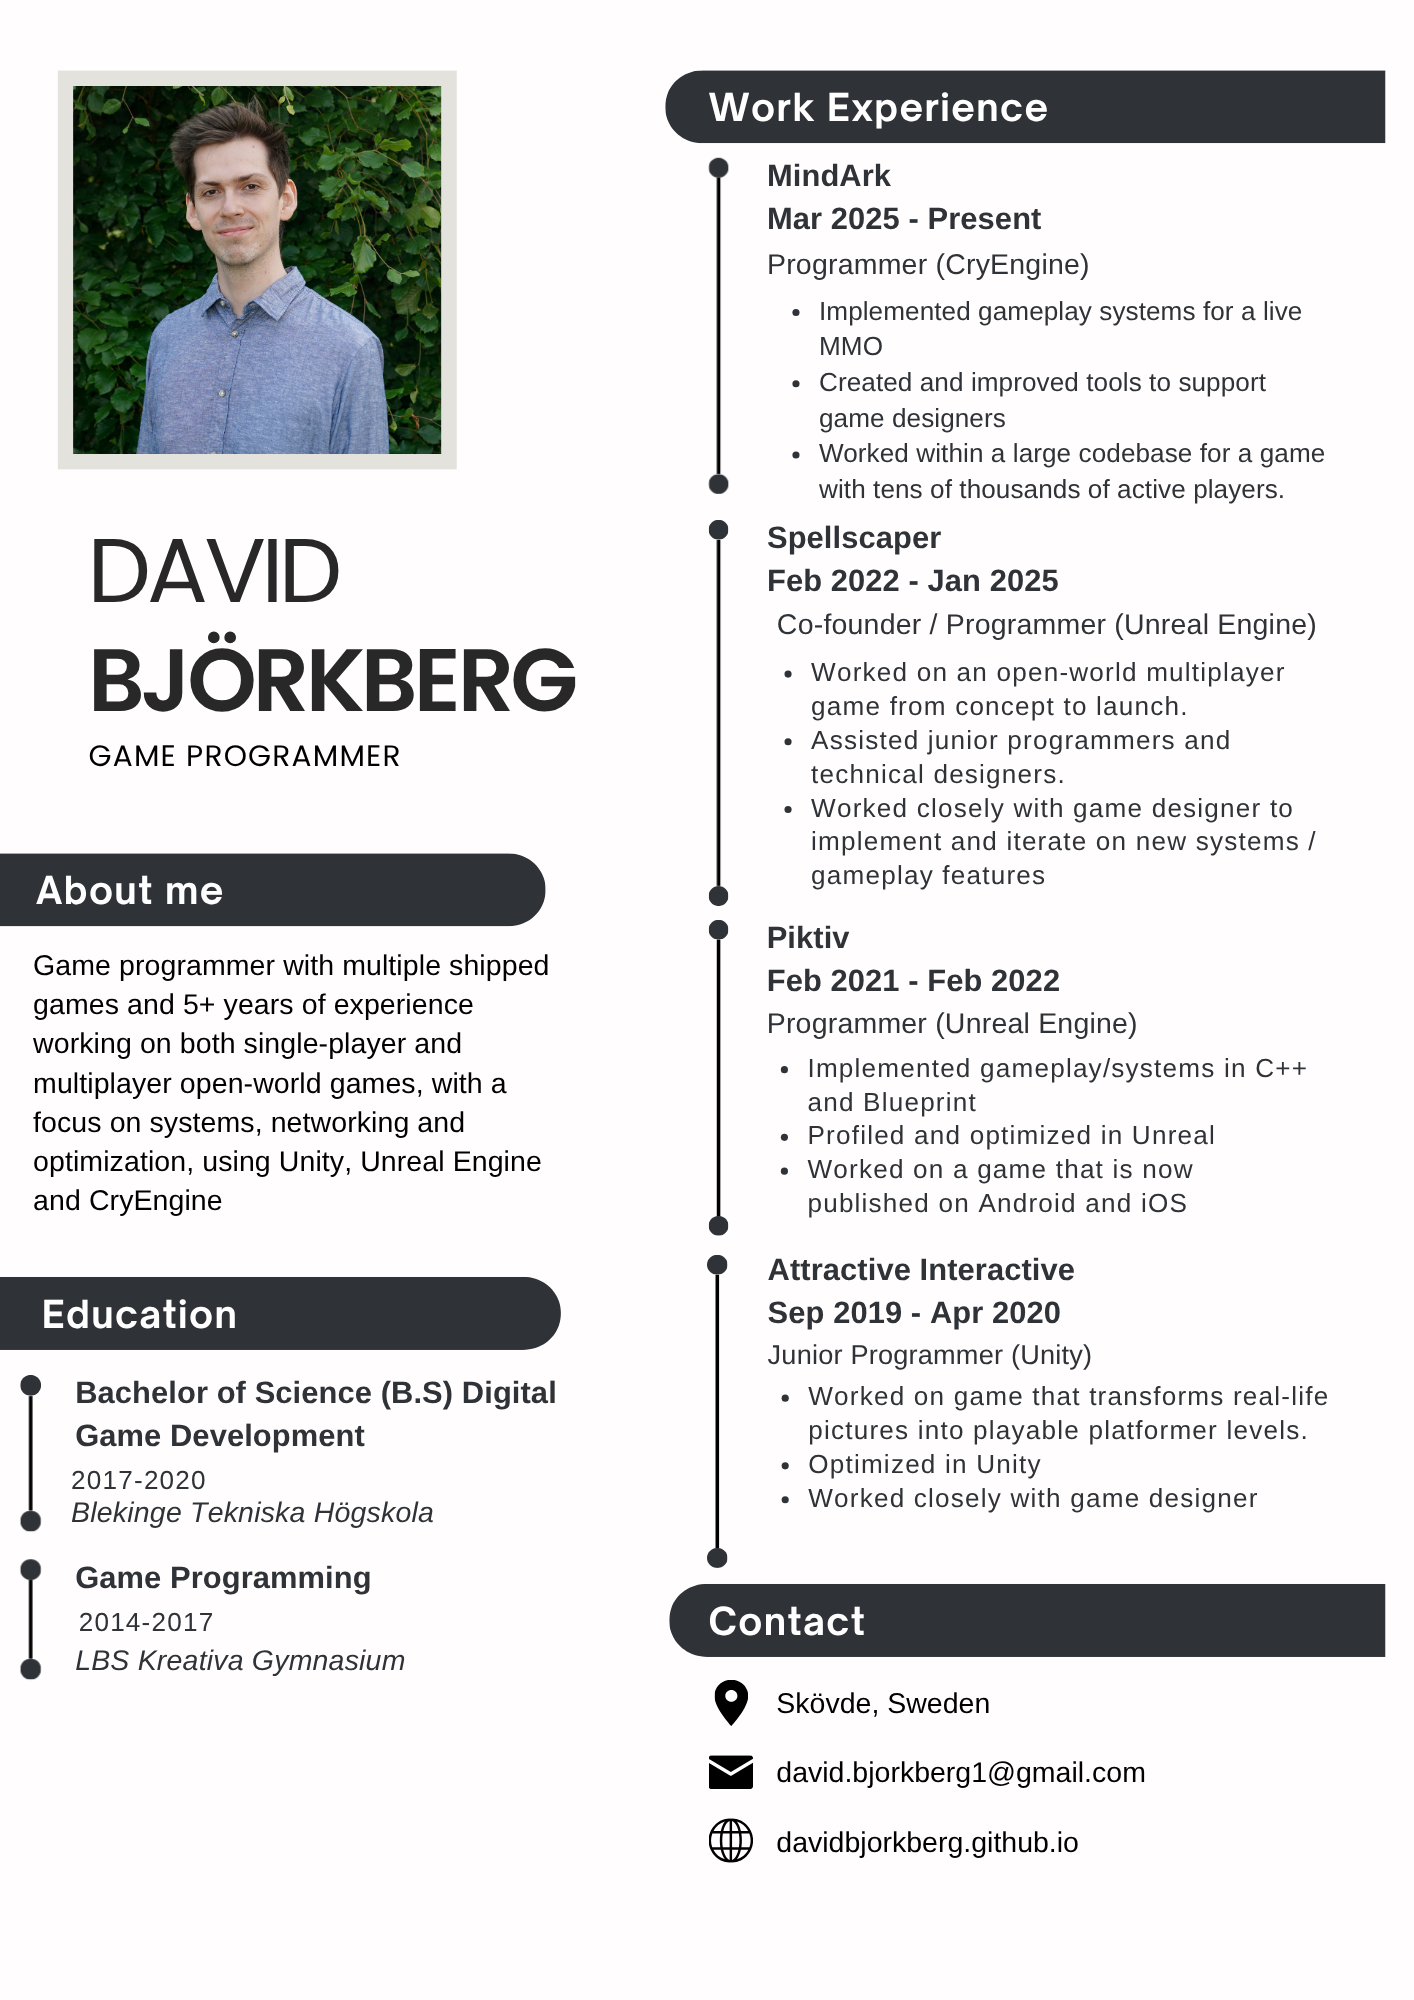 DAVID
BJÖRKBERG
GAME PROGRAMMER
About me
Game programmer with multiple shipped
games and 5+ years of experience
working on both single-player and
multiplayer open-world games, with a
focus on systems, networking and
optimization, using Unity, Unreal Engine
and CryEngine
Education
Bachelor of Science (B.S) Digital
Game Development
2017-2020
Blekinge Tekniska Högskola
Game Programming
2014-2017
LBS Kreativa Gymnasium
Work Experience
MindArk
Mar 2025 - Present
Programmer (CryEngine)
• Implemented gameplay systems for a live
MMO
• Created and improved tools to support
game designers
• Worked within a large codebase for a game
with tens of thousands of active players.
Spellscaper
Feb 2022 - Jan 2025
Co-founder / Programmer (Unreal Engine)
• Worked on an open-world multiplayer
game from concept to launch.
• Assisted junior programmers and
technical designers.
• Worked closely with game designer to
implement and iterate on new systems /
gameplay features
Piktiv
Feb 2021 - Feb 2022
Programmer (Unreal Engine)
• Implemented gameplay/systems in C++
and Blueprint
• Profiled and optimized in Unreal
• Worked on a game that is now
published on Android and iOS
Attractive Interactive
Sep 2019 - Apr 2020
Junior Programmer (Unity)
• Worked on game that transforms real-life
pictures into playable platformer levels.
• Optimized in Unity
• Worked closely with game designer
Contact
Skövde, Sweden
david.bjorkberg1@gmail.com
davidbjorkberg.github.io